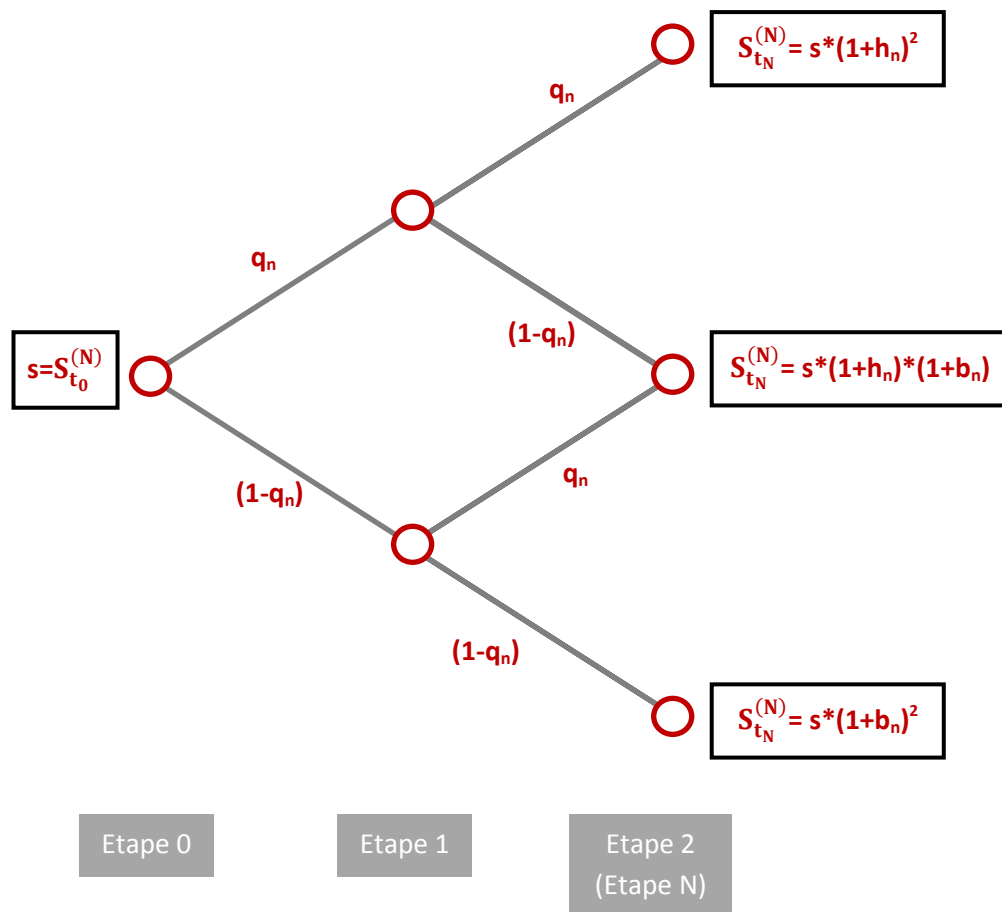 S_{t_N}^{(N)} = s*(1+h_n)²
q_n
q_n
(1-q_n)
s=S_{t_0}^{(N)}
S_{t_N}^{(N)} = s*(1+h_n)*(1+b_n)
(1-q_n)
q_n
(1-q_n)
S_{t_N}^{(N)} = s*(1+b_n)²
Etape 0
Etape 1
Etape 2
(Etape N)